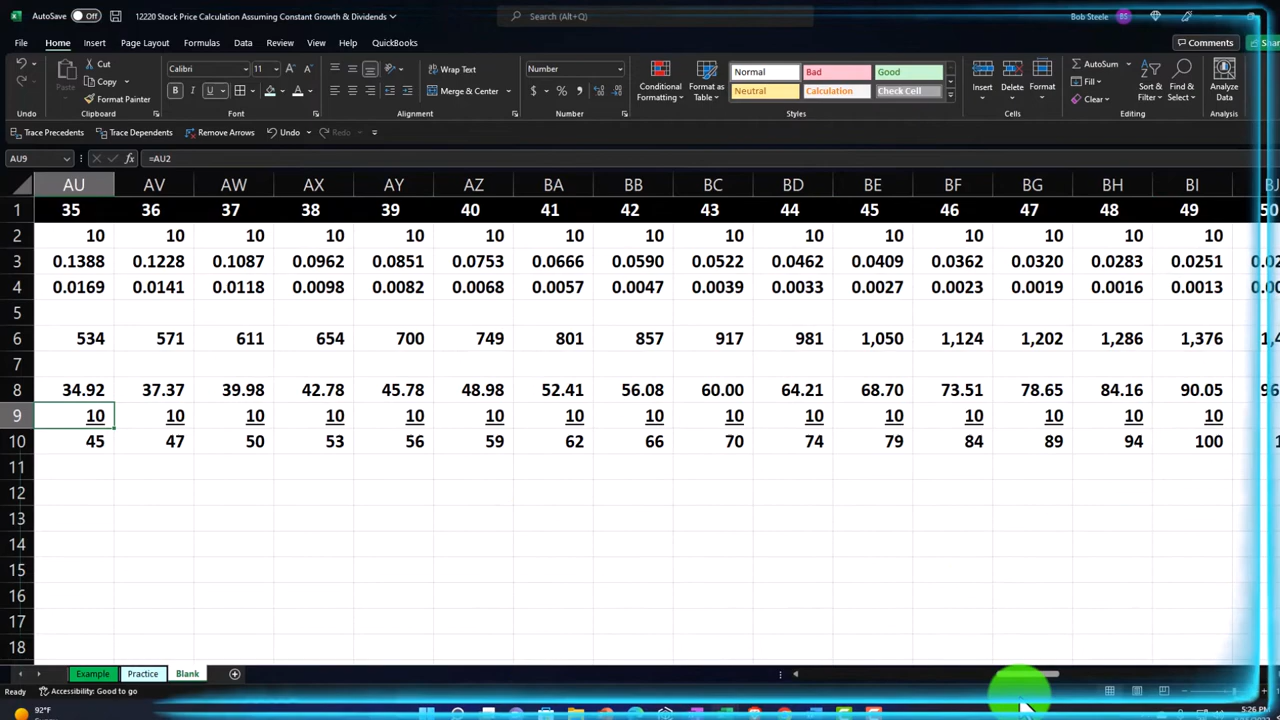 AutoSave Off 12220 Stock Price Calculation Assuming Constant Growth & Dividends Search (Alt+Q) Bob Steele
File Home Insert Page Layout Formulas Data Review View Help QuickBooks Comments
Cut
Copy
Format Painter
Paste
Undo Clipboard
Calibri 11
B I U
Font
Wrap Text
Merge & Center
Alignment
Number
$ % ,
Number
Conditional Formatting
Format as Table
Normal Bad Good
Neutral Calculation Check Cell
Styles
Insert Delete Format
Cells
AutoSum
Fill
Clear
Sort & Filter
Find & Select
Editing
Analyze Data
Analysis
Trace Precedents Trace Dependents Remove Arrows Undo Redo
AU9 fx =AU2
AU AV AW AX AY AZ BA BB BC BD BE BF BG BH BI BJ
1 35 36 37 38 39 40 41 42 43 44 45 46 47 48 49 50
2 10 10 10 10 10 10 10 10 10 10 10 10 10 10 10
3 0.1388 0.1228 0.1087 0.0962 0.0851 0.0753 0.0666 0.0590 0.0522 0.0462 0.0409 0.0362 0.0320 0.0283 0.0251
4 0.0169 0.0141 0.0118 0.0098 0.0082 0.0068 0.0057 0.0047 0.0039 0.0033 0.0027 0.0023 0.0019 0.0016 0.0013
5
6 534 571 611 654 700 749 801 857 917 981 1,050 1,124 1,202 1,286 1,376
7
8 34.92 37.37 39.98 42.78 45.78 48.98 52.41 56.08 60.00 64.21 68.70 73.51 78.65 84.16 90.05
9 10 10 10 10 10 10 10 10 10 10 10 10 10 10 10
10 45 47 50 53 56 59 62 66 70 74 79 84 89 94 100
11
12
13
14
15
16
17
18
Example Practice Blank
Ready Accessibility: Good to go
92°F 5:26 PM